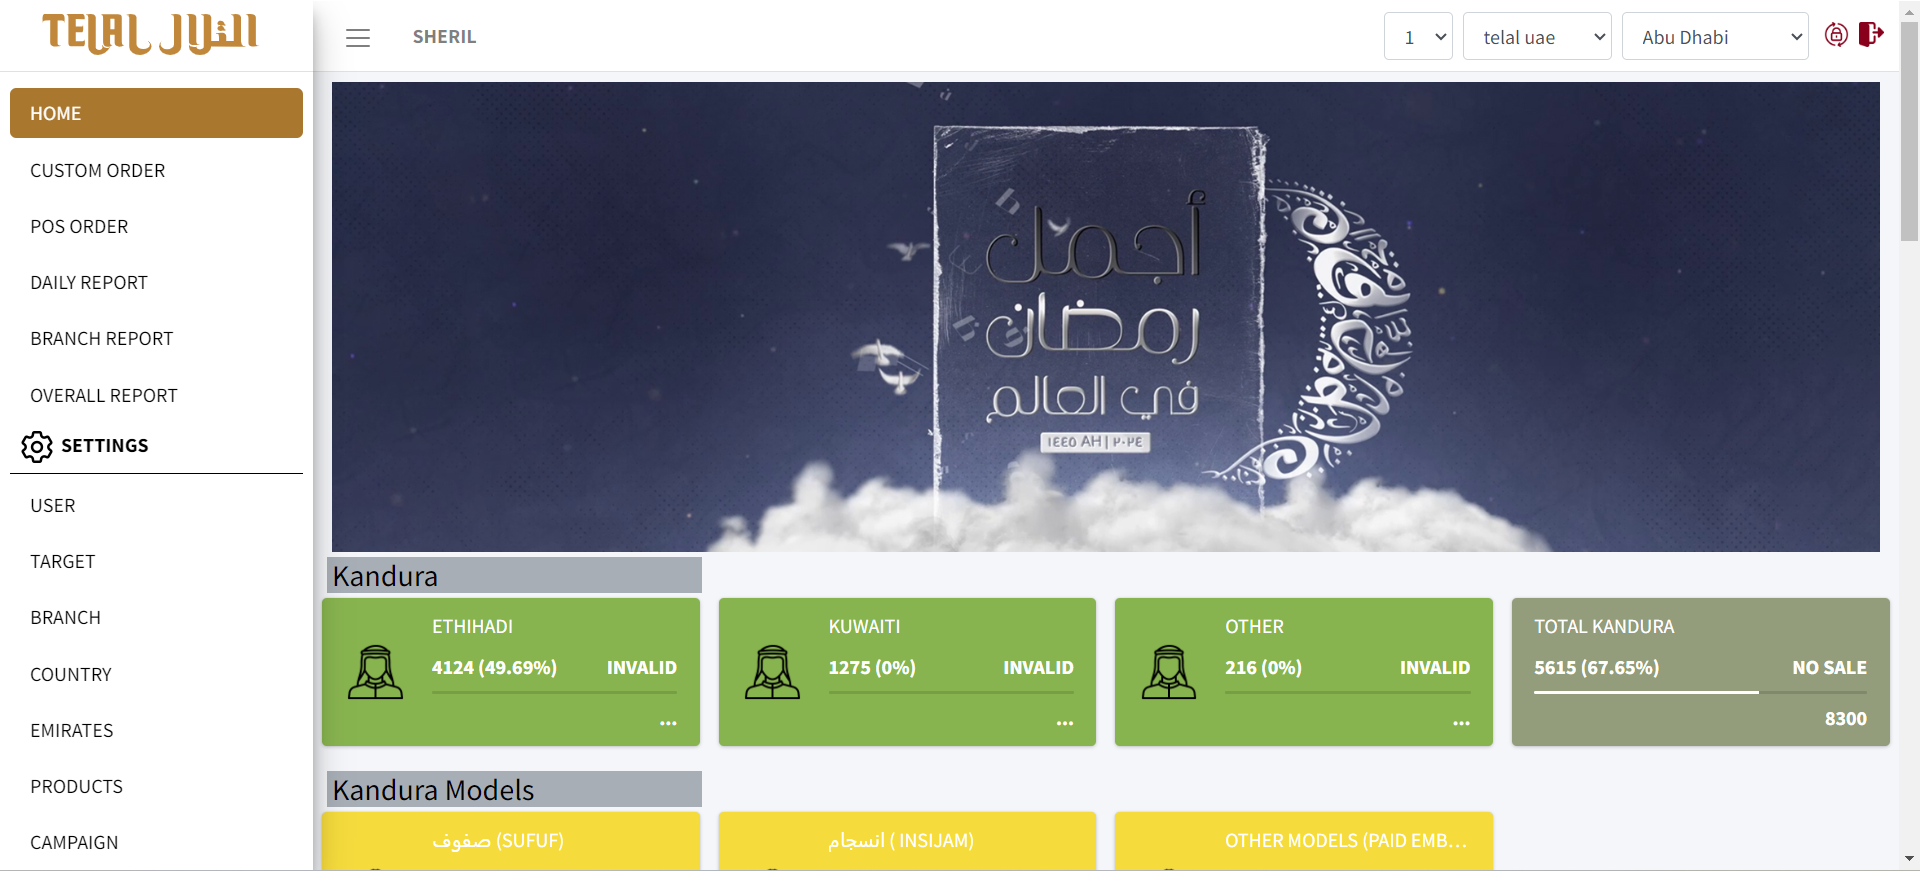 TELAL التلال
SHERIL
1
telal uae
Abu Dhabi
HOME
CUSTOM ORDER
POS ORDER
DAILY REPORT
BRANCH REPORT
OVERALL REPORT
SETTINGS
USER
TARGET
BRANCH
COUNTRY
EMIRATES
PRODUCTS
CAMPAIGN
أجمل
رمضان
في العالم
١٤٤٥ AH | ٢٠٢٤
Kandura
ETHIHADI
4124 (49.69%) INVALID
...
KUWAITI
1275 (0%) INVALID
...
OTHER
216 (0%) INVALID
...
TOTAL KANDURA
5615 (67.65%) NO SALE
8300
Kandura Models
صفوف (SUFUF)
انسجام ( INSIJAM)
OTHER MODELS (PAID EMB...